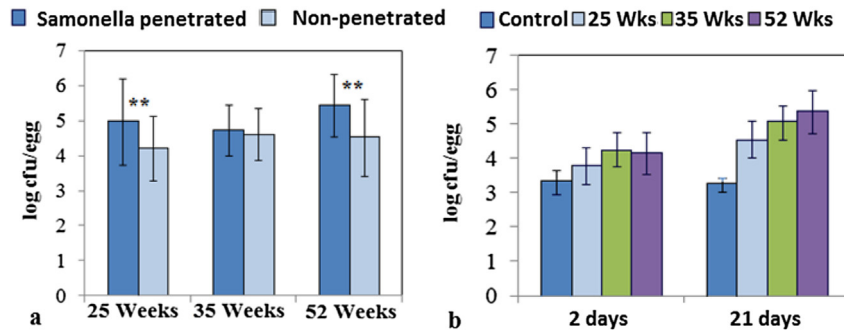 Samonella penetrated Non-penetrated
7
6
5
4
3
2
1
0
log cfu/egg
** **
25 Weeks 35 Weeks 52 Weeks
a
Control 25 Wks 35 Wks 52 Wks
7
6
5
4
3
2
1
0
log cfu/egg
2 days 21 days
b